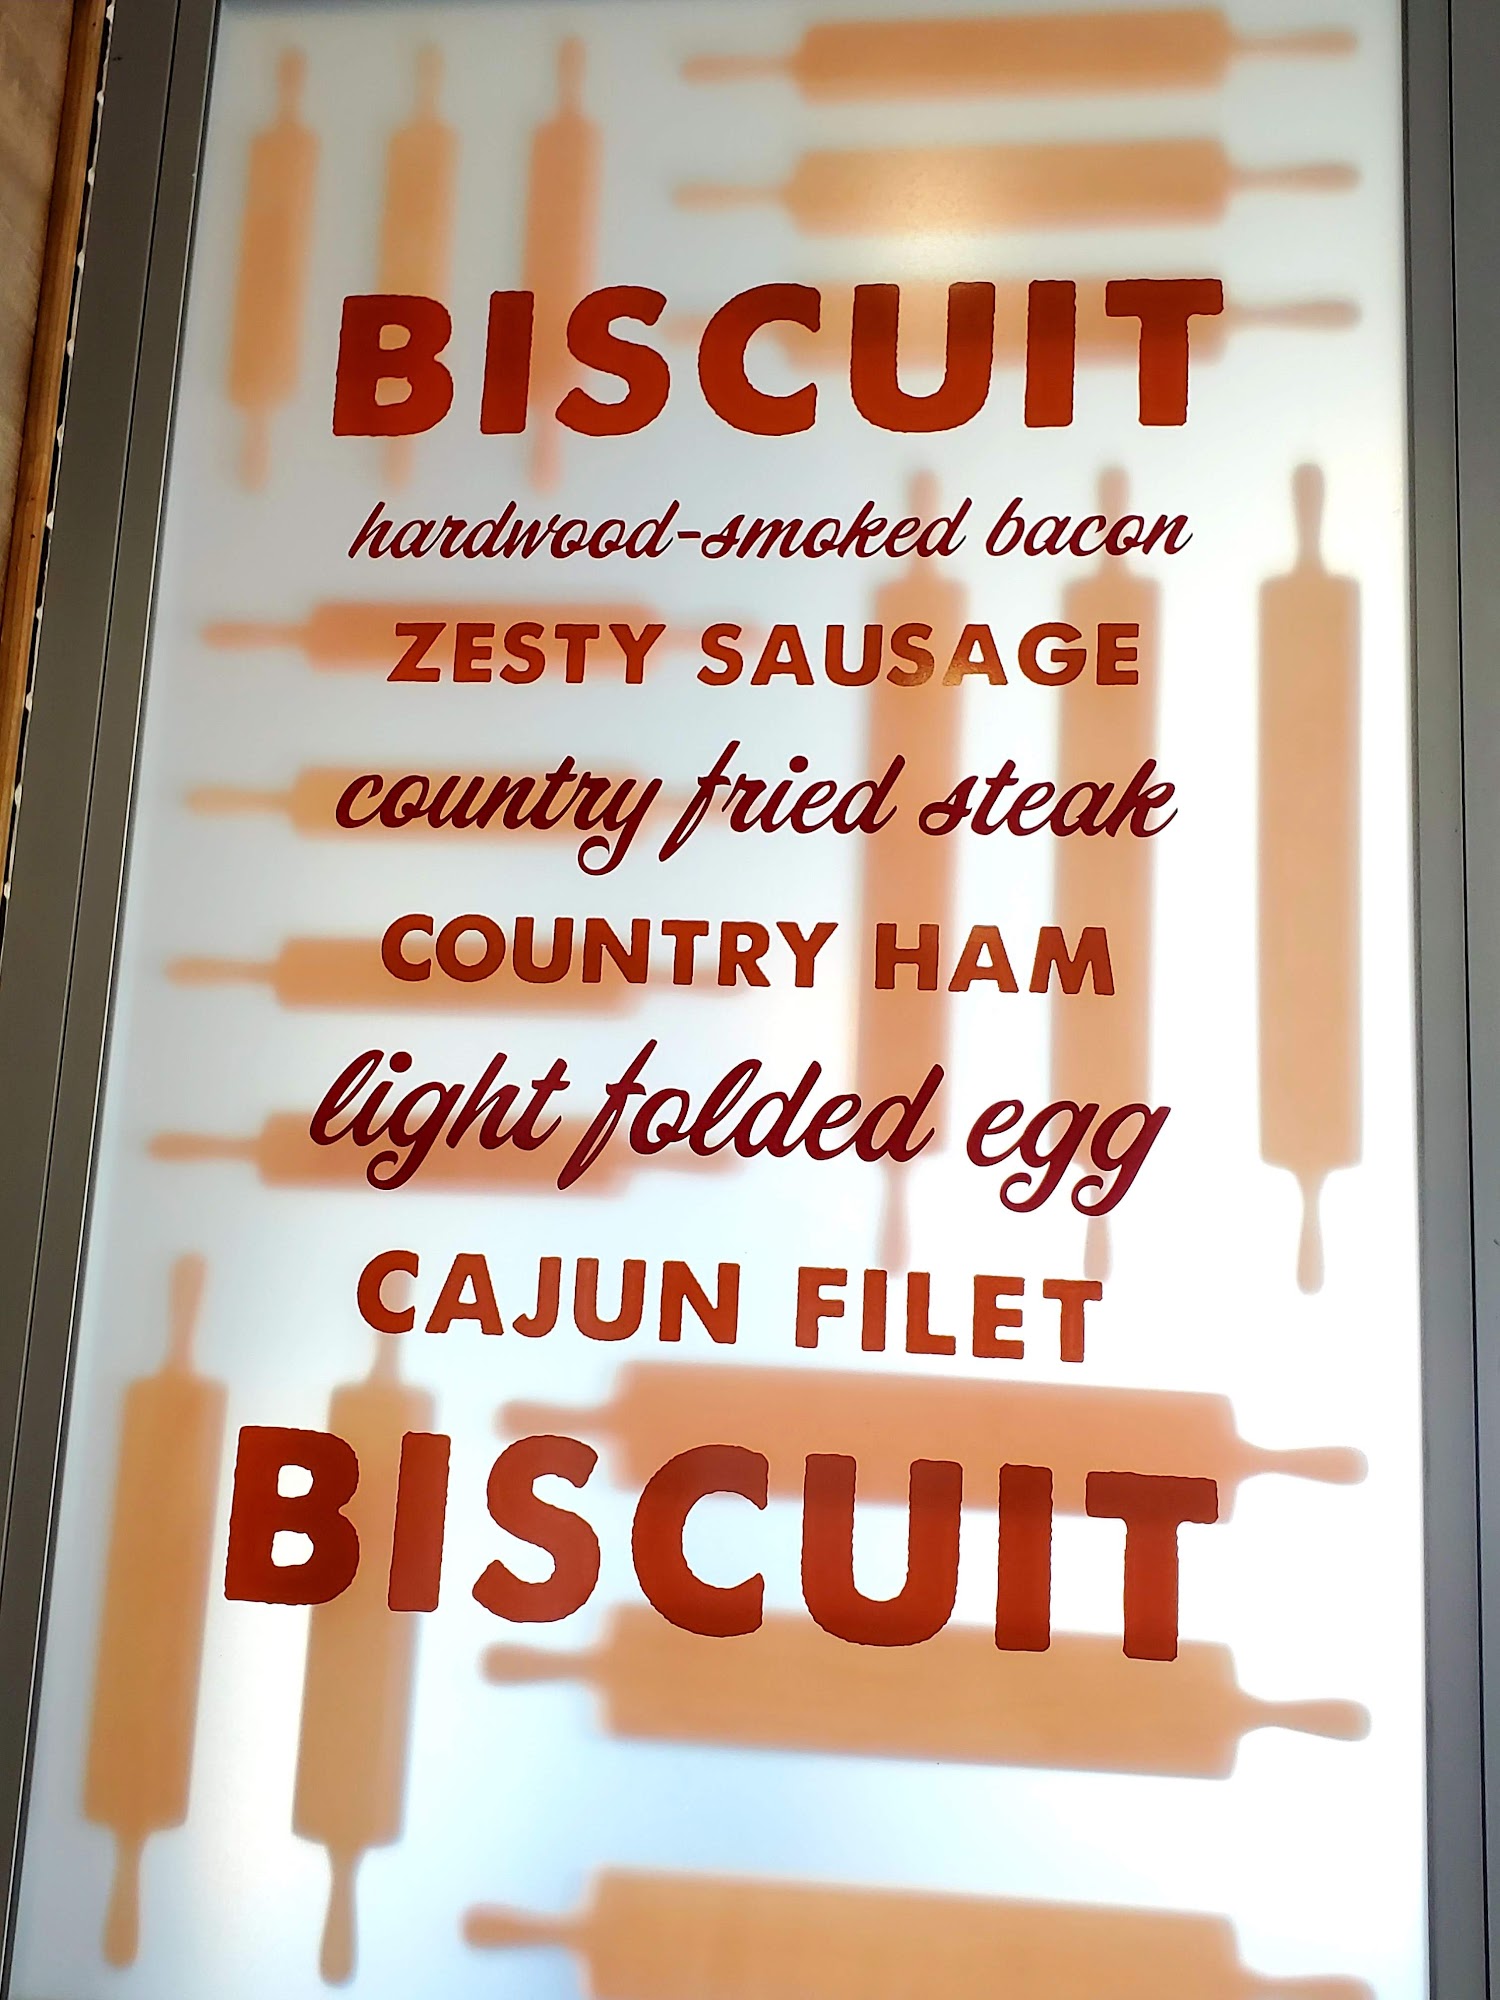 BISCUIT
hardwood-smoked bacon
ZESTY SAUSAGE
country fried steak
COUNTRY HAM
light folded egg
CAJUN FILET
BISCUIT